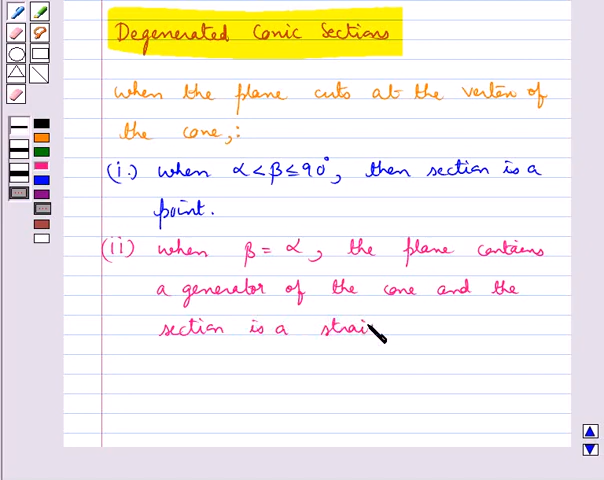 Degenerated Conic Sections
When the plane cuts at the vertex of
the cone,:
(i.) when α<β≤90°, then section is a
point.
(ii) when β = α, the plane contains
a generator of the cone and the
section is a strai